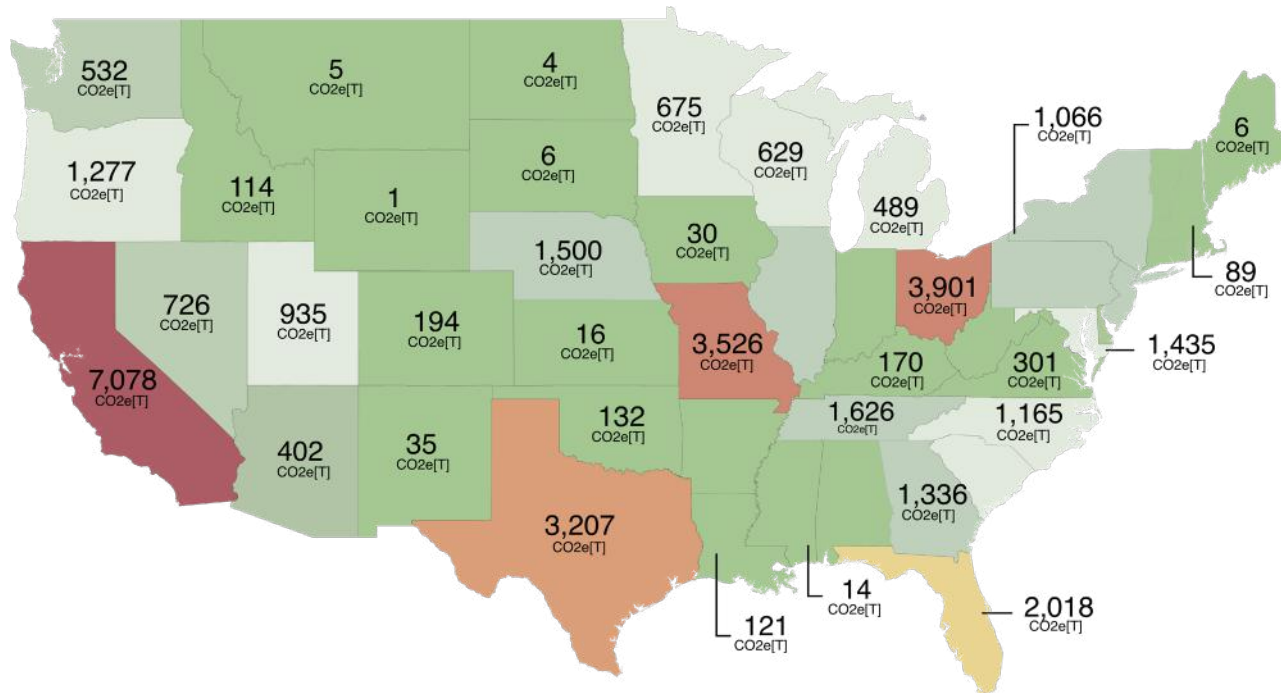 532
CO2e[T]
5
CO2e[T]
4
CO2e[T]
675
CO2e[T]
1,066
CO2e[T]
6
CO2e[T]
1,277
CO2e[T]
114
CO2e[T]
1
CO2e[T]
6
CO2e[T]
629
CO2e[T]
489
CO2e[T]
30
CO2e[T]
1,500
CO2e[T]
89
CO2e[T]
726
CO2e[T]
935
CO2e[T]
194
CO2e[T]
16
CO2e[T]
3,526
CO2e[T]
3,901
CO2e[T]
1,435
CO2e[T]
7,078
CO2e[T]
170
CO2e[T]
301
CO2e[T]
402
CO2e[T]
35
CO2e[T]
132
CO2e[T]
1,626
CO2e[T]
1,165
CO2e[T]
1,336
CO2e[T]
3,207
CO2e[T]
121
CO2e[T]
14
CO2e[T]
2,018
CO2e[T]